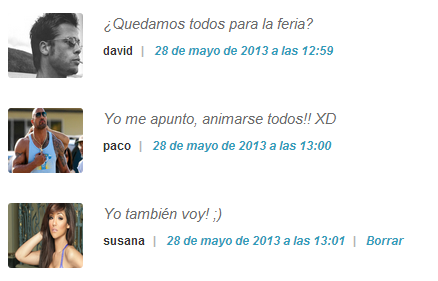 ¿Quedamos todos para la feria?
david | 28 de mayo de 2013 a las 12:59
Yo me apunto, animarse todos!! XD
paco | 28 de mayo de 2013 a las 13:00
Yo también voy! ;)
susana | 28 de mayo de 2013 a las 13:01 | Borrar